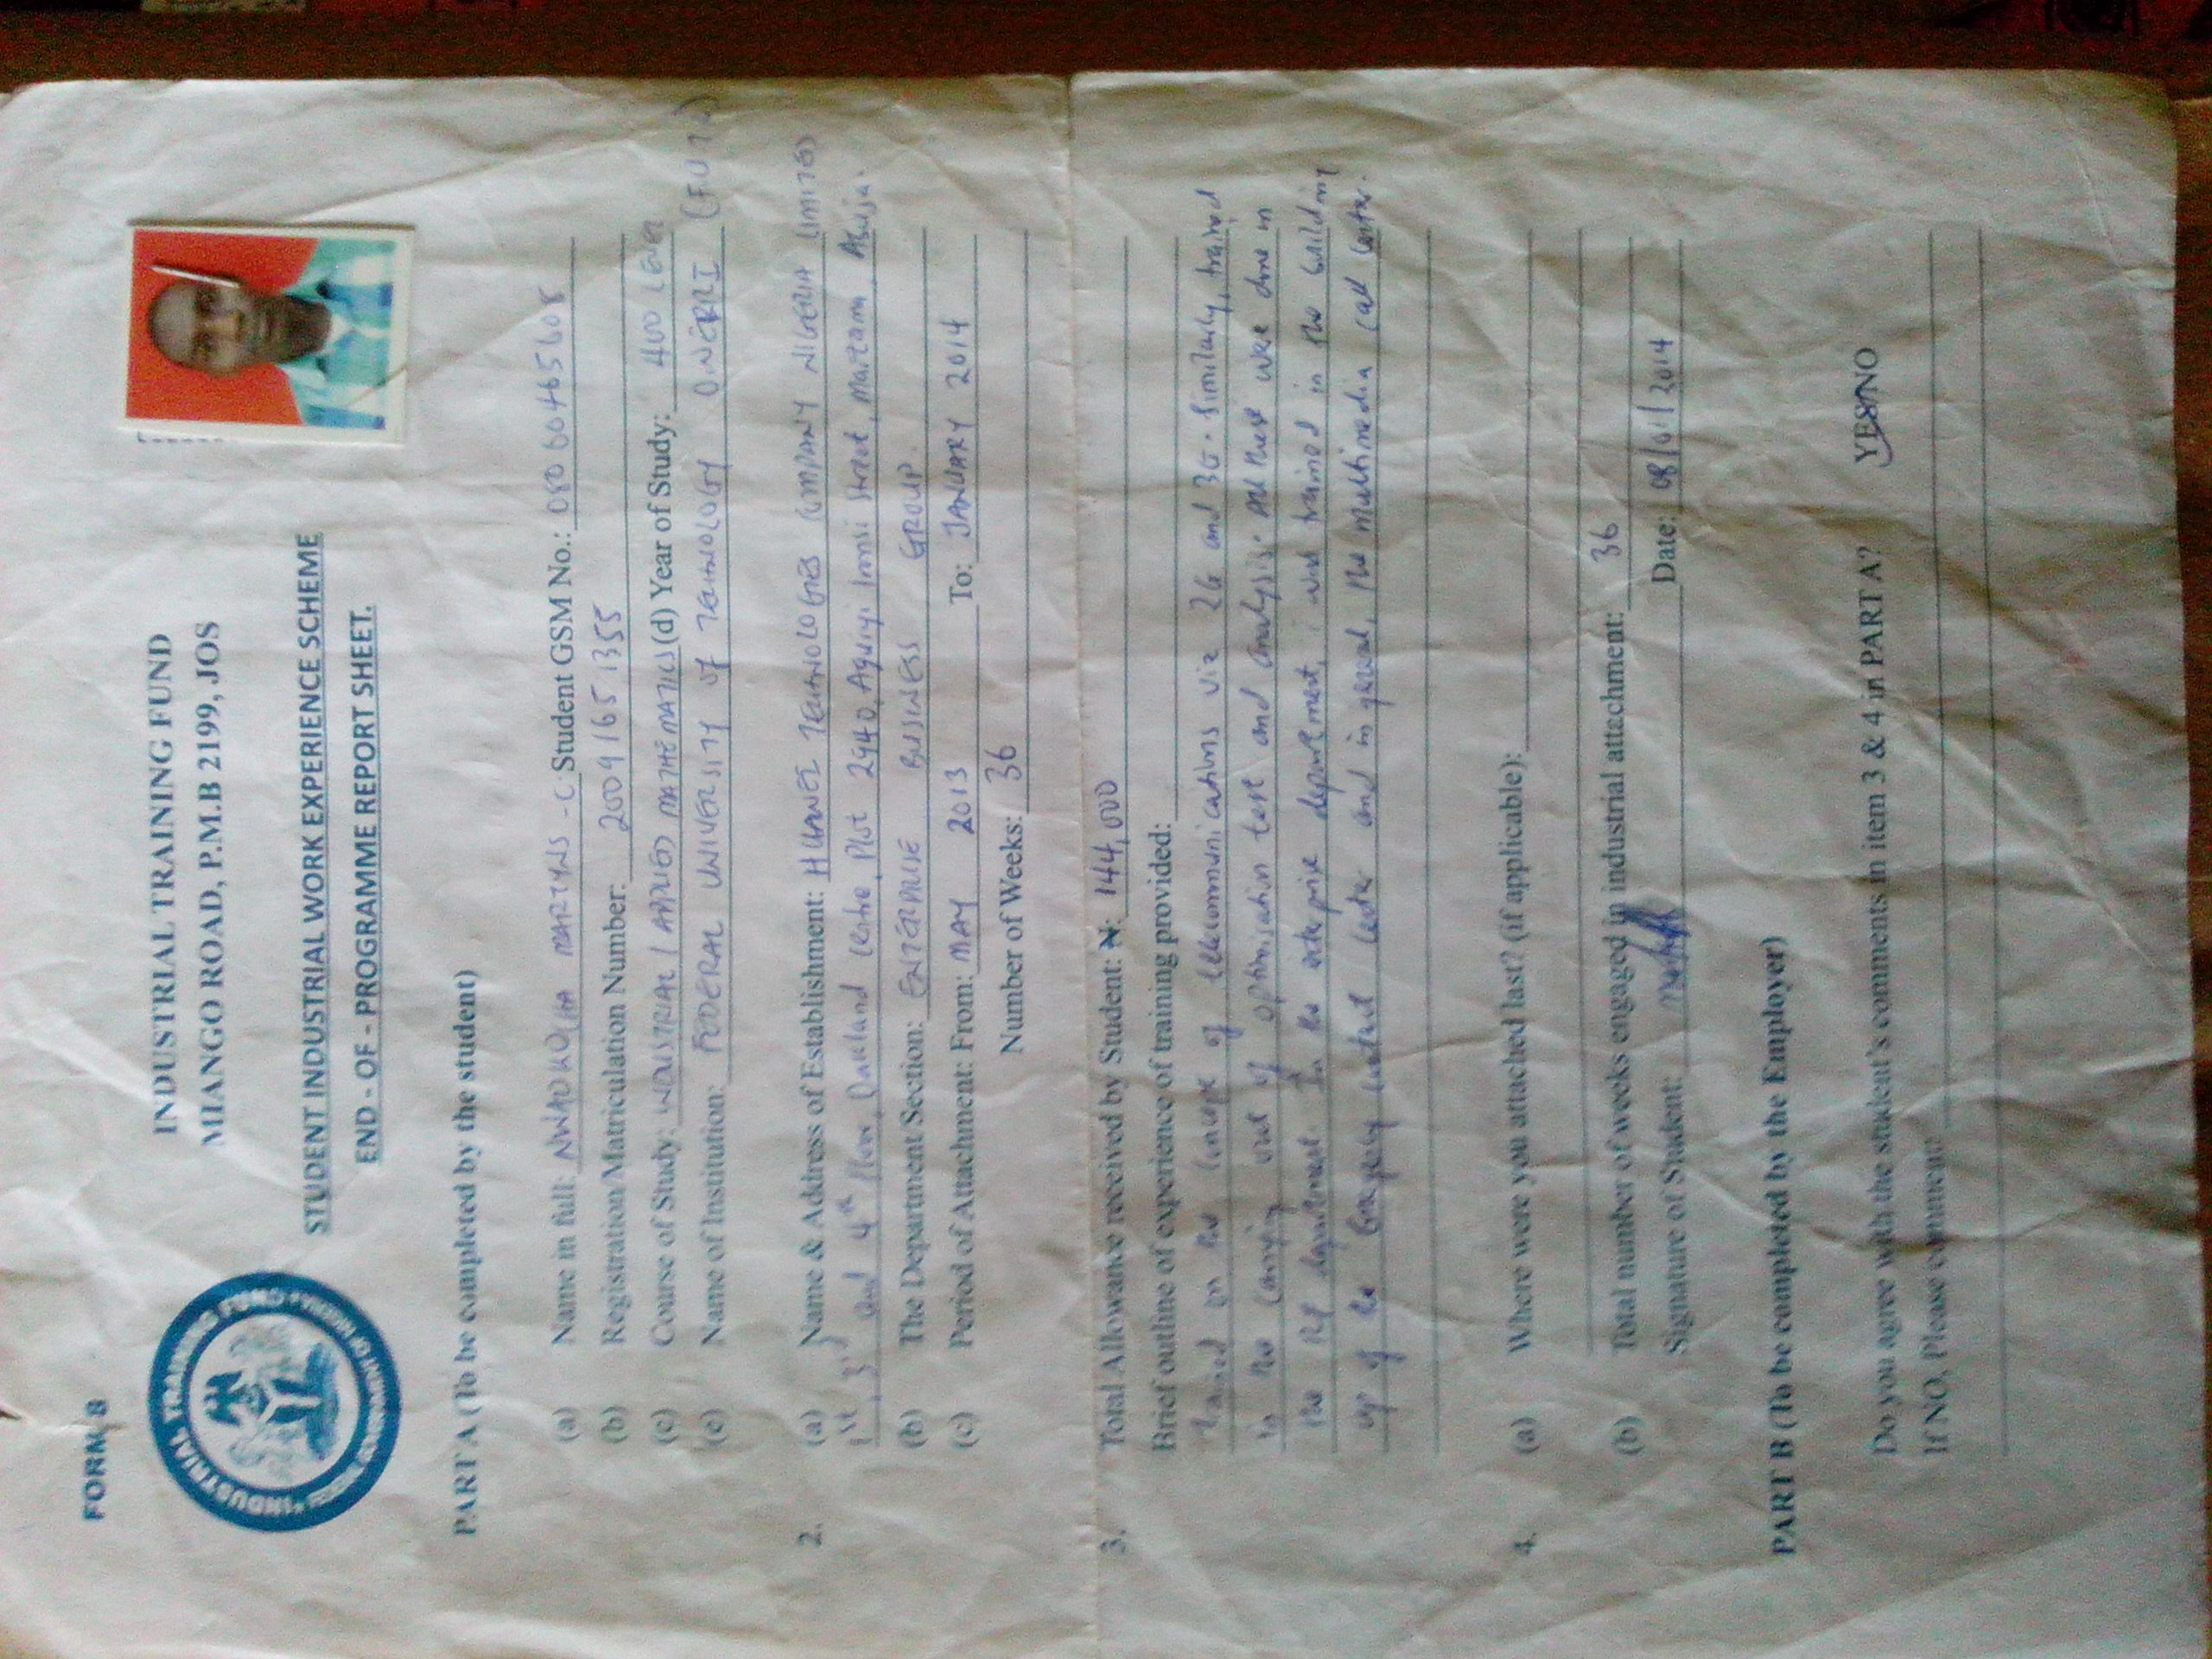 FORM 8
INDUSTRIAL TRAINING FUND
MIANGO ROAD, P.M.B 2199, JOS
STUDENT INDUSTRIAL WORK EXPERIENCE SCHEME
END - OF - PROGRAMME REPORT SHEET.
INDUSTRIAL TRAINING FUND
PART A (To be completed by the student)
(a) Name in full: NWADKOLHA MARTYNS - C Student GSM No.: 08060465608
(b) Registration/Matriculation Number: 20091651355
(c) Course of Study: INDUSTRIAL (APPLIED) MATHEMATICS (d) Year of Study: 400 LEVEL
(e) Name of Institution: FEDERAL UNIVERSITY OF TECHNOLOGY OWERRI (FUTO)
2. (a) Name & Address of Establishment: HUAWEI TECHNOLOGIES COMPANY NIGERIA LIMITED
1st, 3rd and 4th floor, Centre, Plot 2940, Aguiyi Ironsi Street, Maitama Abuja.
(b) The Department/Section: ENTERPRISE BUSINESS GROUP.
(c) Period of Attachment: From: MAY 2013 To: JANUARY 2014
Number of Weeks: 36
3. Total Allowance received by Student: N: 144,000
Brief outline of experience of training provided:
trained on the concept of telecommunications viz 2G and 3G. Similarly, trained
in the carrying out of optimisation test and analysis. All these were done in
the RF department. In the enterprise department, i was trained in the building
up of the Emergency contact center and in general, the multimedia call center.
4. (a) Where were you attached last? (if applicable):
(b) Total number of weeks engaged in industrial attachment: 36
Signature of Student: Date: 08/01/2014
PART B (To be completed by the Employer)
Do you agree with the student's comments in item 3 & 4 in PART A? YES/NO
If NO, Please comment